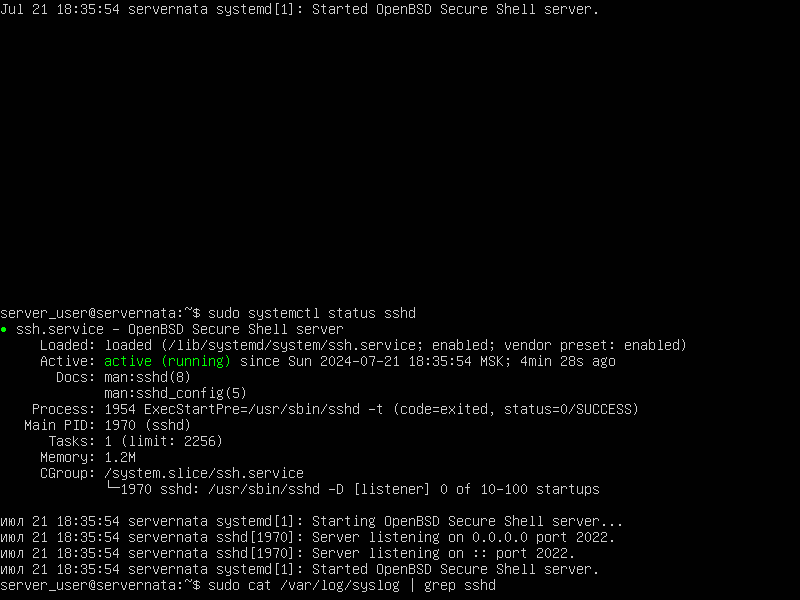 Jul 21 18:35:54 servernata systemd[1]: Started OpenBSD Secure Shell server.
server_user@servernata:~$ sudo systemctl status sshd
● ssh.service - OpenBSD Secure Shell server
Loaded: loaded (/lib/systemd/system/ssh.service; enabled; vendor preset: enabled)
Active: active (running) since Sun 2024-07-21 18:35:54 MSK; 4min 28s ago
Docs: man:sshd(8)
man:sshd_config(5)
Process: 1954 ExecStartPre=/usr/sbin/sshd -t (code=exited, status=0/SUCCESS)
Main PID: 1970 (sshd)
Tasks: 1 (limit: 2256)
Memory: 1.2M
CGroup: /system.slice/ssh.service
└─1970 sshd: /usr/sbin/sshd -D [listener] 0 of 10-100 startups
июл 21 18:35:54 servernata systemd[1]: Starting OpenBSD Secure Shell server...
июл 21 18:35:54 servernata sshd[1970]: Server listening on 0.0.0.0 port 2022.
июл 21 18:35:54 servernata sshd[1970]: Server listening on :: port 2022.
июл 21 18:35:54 servernata systemd[1]: Started OpenBSD Secure Shell server.
server_user@servernata:~$ sudo cat /var/log/syslog | grep sshd